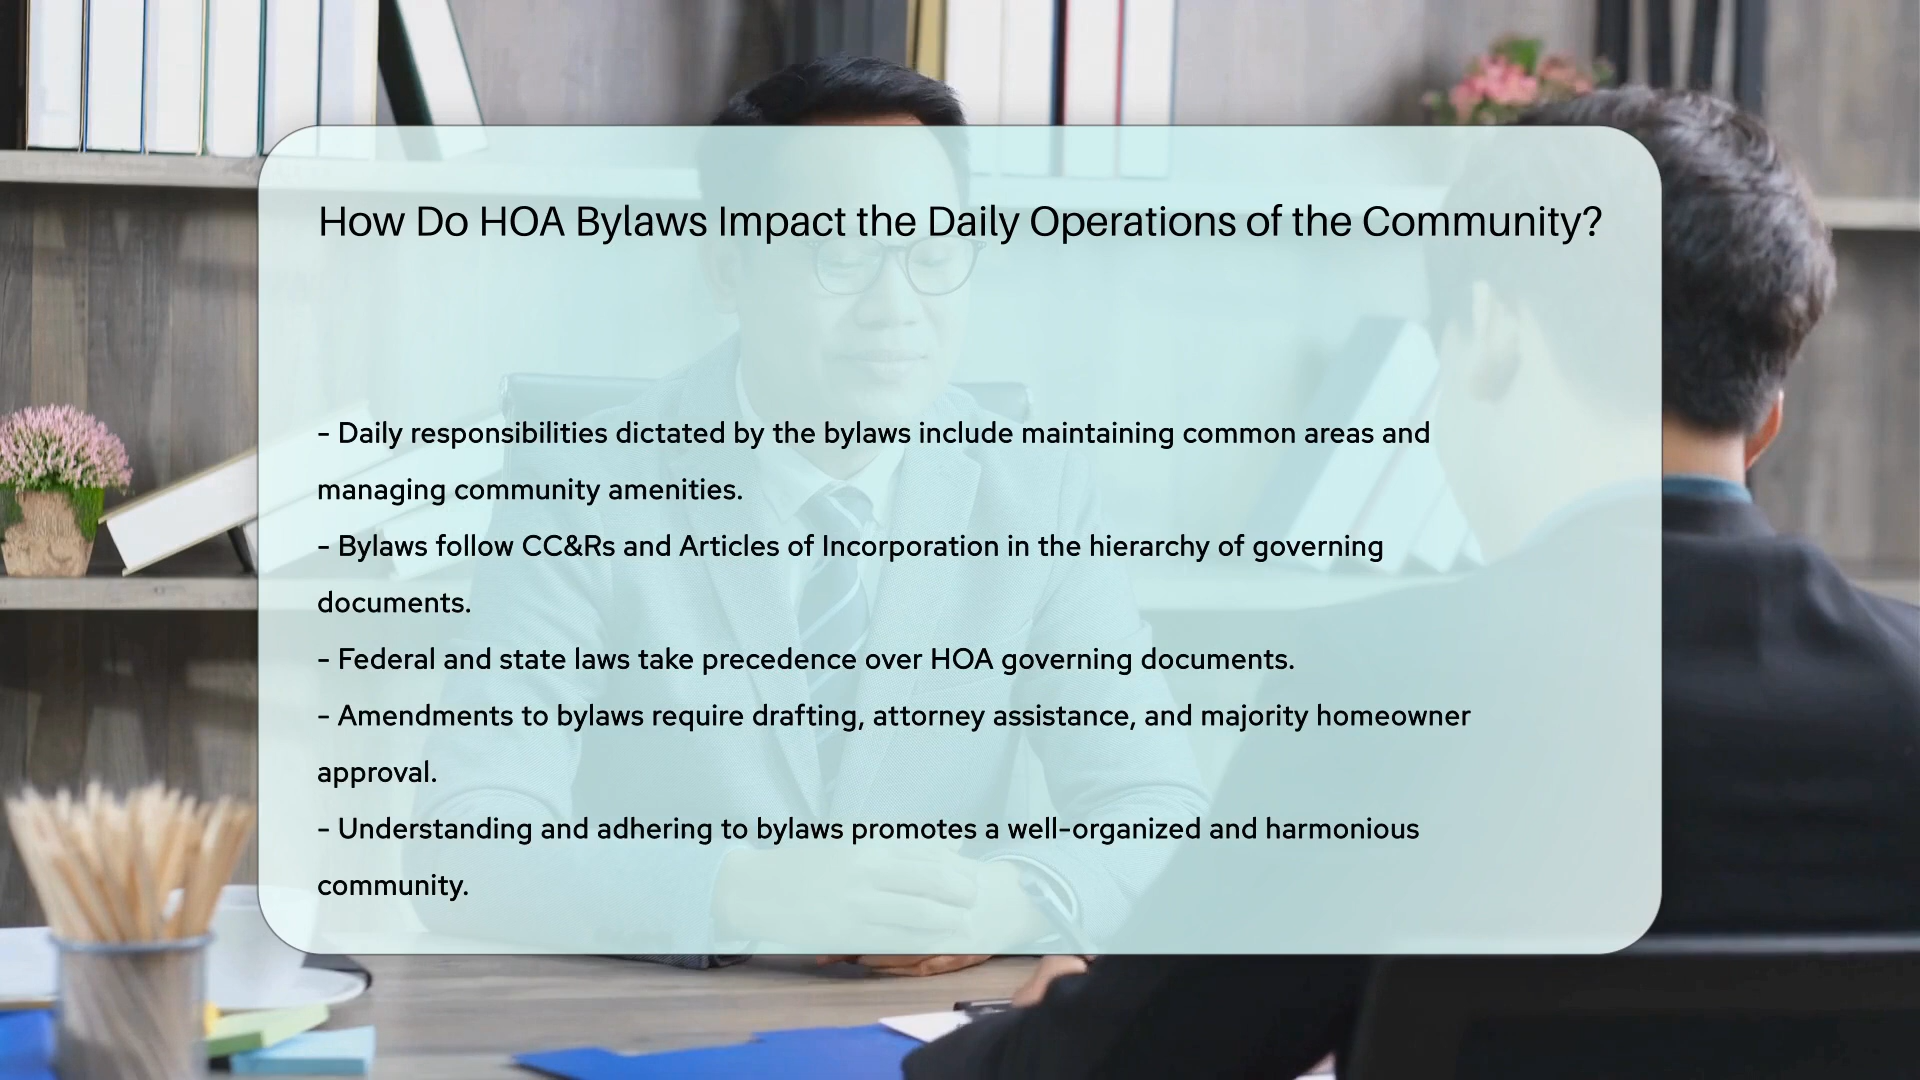 How Do HOA Bylaws Impact the Daily Operations of the Community?
- Daily responsibilities dictated by the bylaws include maintaining common areas and
managing community amenities.
- Bylaws follow CC&Rs and Articles of Incorporation in the hierarchy of governing
documents.
- Federal and state laws take precedence over HOA governing documents.
- Amendments to bylaws require drafting, attorney assistance, and majority homeowner
approval.
- Understanding and adhering to bylaws promotes a well-organized and harmonious
community.